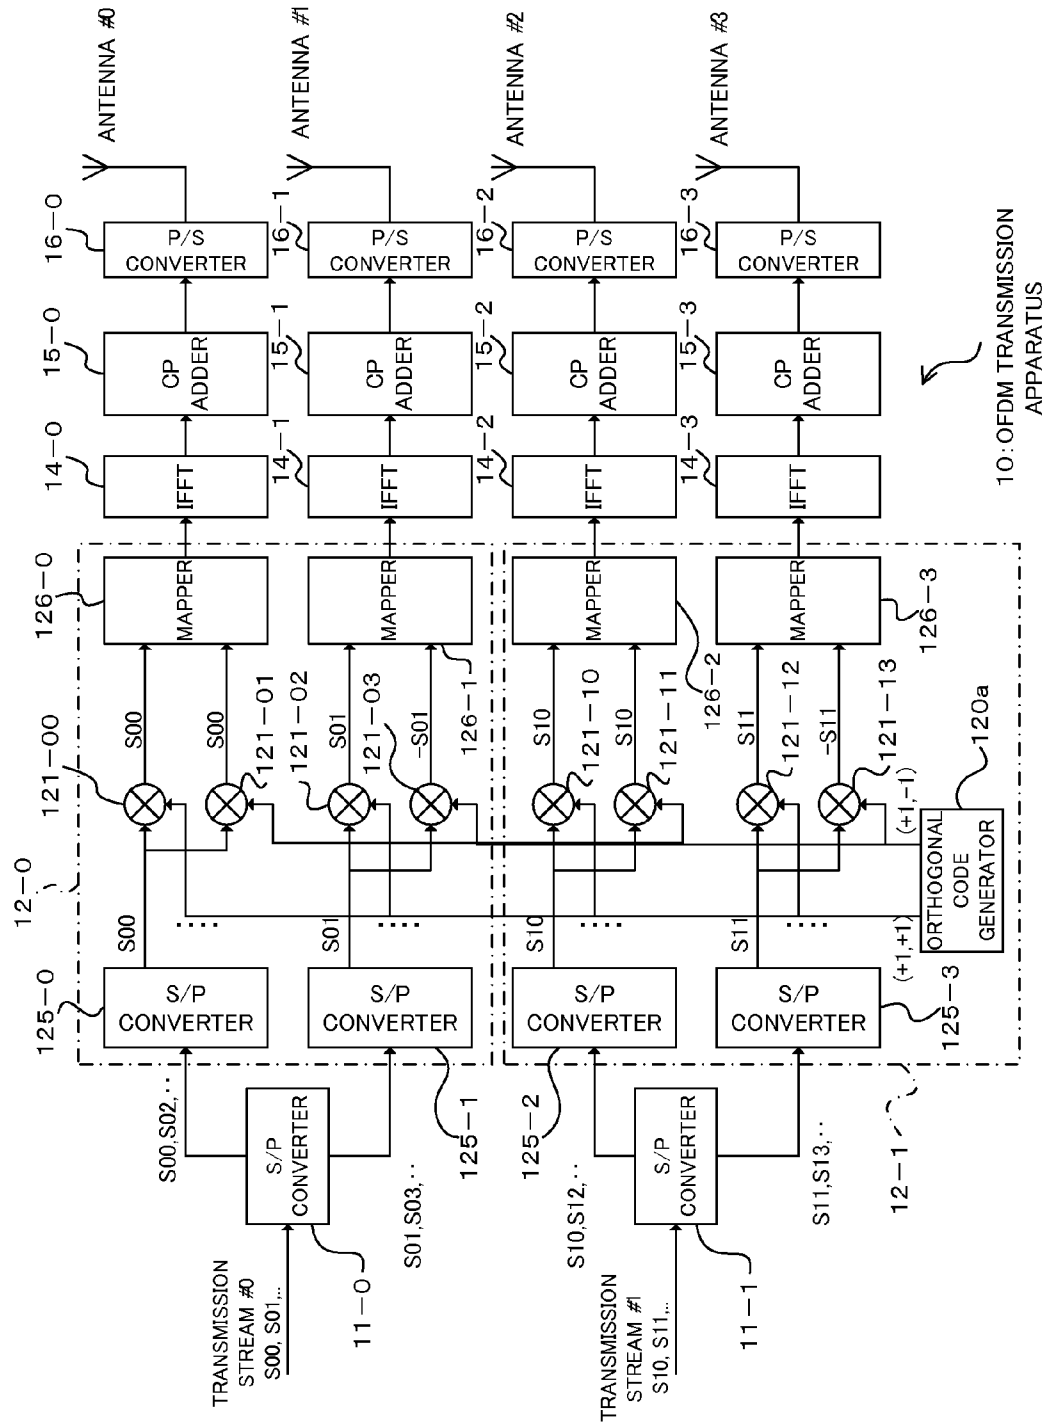 TRANSMISSION
STREAM #0
S00, S01,..
11-0
S/P
CONVERTER
S00,S02,..
S01,S03,..
12-0
125-0
S/P
CONVERTER
S00
125-1
S/P
CONVERTER
S01
....
....
121-00
121-01
121-02
121-03
S00
S00
S01
-S01
126-0
MAPPER
126-1
MAPPER
14-0
IFFT
14-1
IFFT
15-0
CP
ADDER
15-1
CP
ADDER
16-0
P/S
CONVERTER
16-1
P/S
CONVERTER
ANTENNA #0
ANTENNA #1
TRANSMISSION
STREAM #1
S10, S11,..
11-1
S/P
CONVERTER
S10,S12,..
S11,S13,..
12-1
125-2
S/P
CONVERTER
S10
125-3
S/P
CONVERTER
S11
....
....
(+1,+1)
(+1,-1)
ORTHOGONAL
CODE
GENERATOR
120a
121-10
121-11
121-12
121-13
S10
S10
S11
-S11
126-2
MAPPER
126-3
MAPPER
14-2
IFFT
14-3
IFFT
15-2
CP
ADDER
15-3
CP
ADDER
16-2
P/S
CONVERTER
16-3
P/S
CONVERTER
ANTENNA #2
ANTENNA #3
10:OFDM TRANSMISSION
APPARATUS